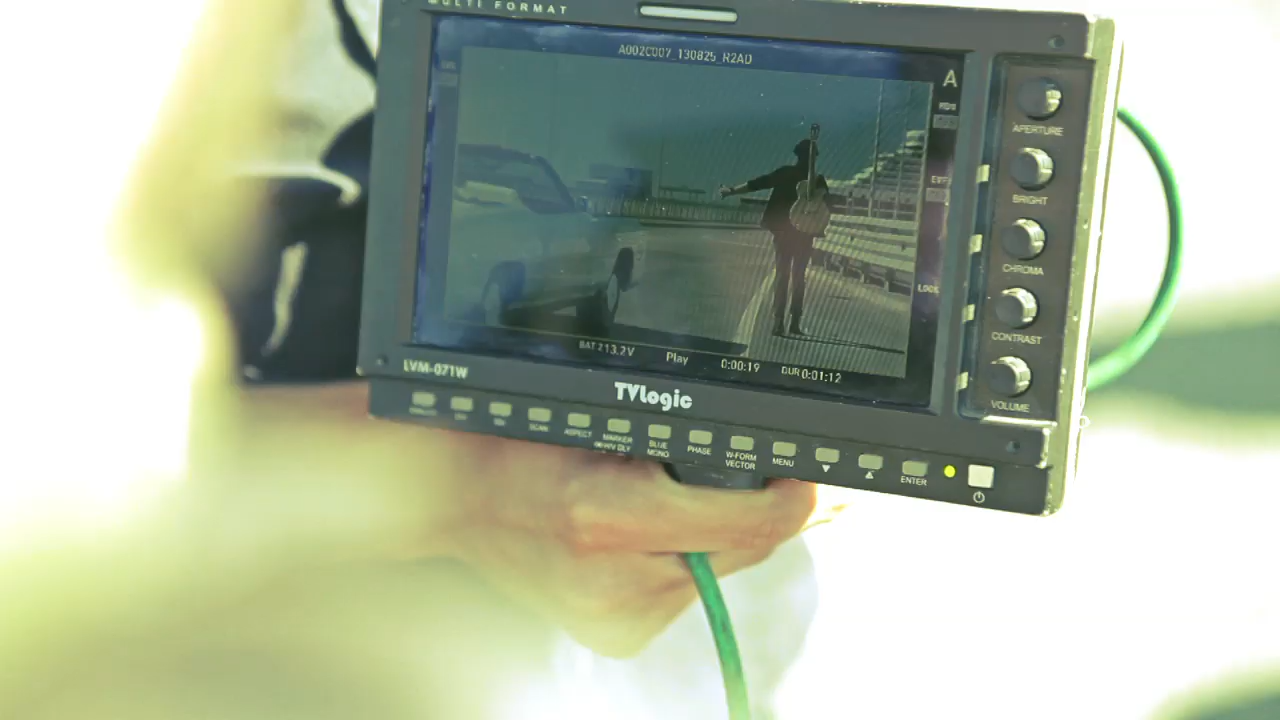 MULTI FORMAT
A002C007_130825_R2AD
A
APERTURE
BRIGHT
CHROMA
CONTRAST
VOLUME
BAT 2 13.2V Play 0:00:19 DUR 0:01:12
LVM-071W
TVLogic
SCAN
ASPECT
MARKER
BLUE
MONO
PHASE
W-FORM
VECTOR
MENU
ENTER